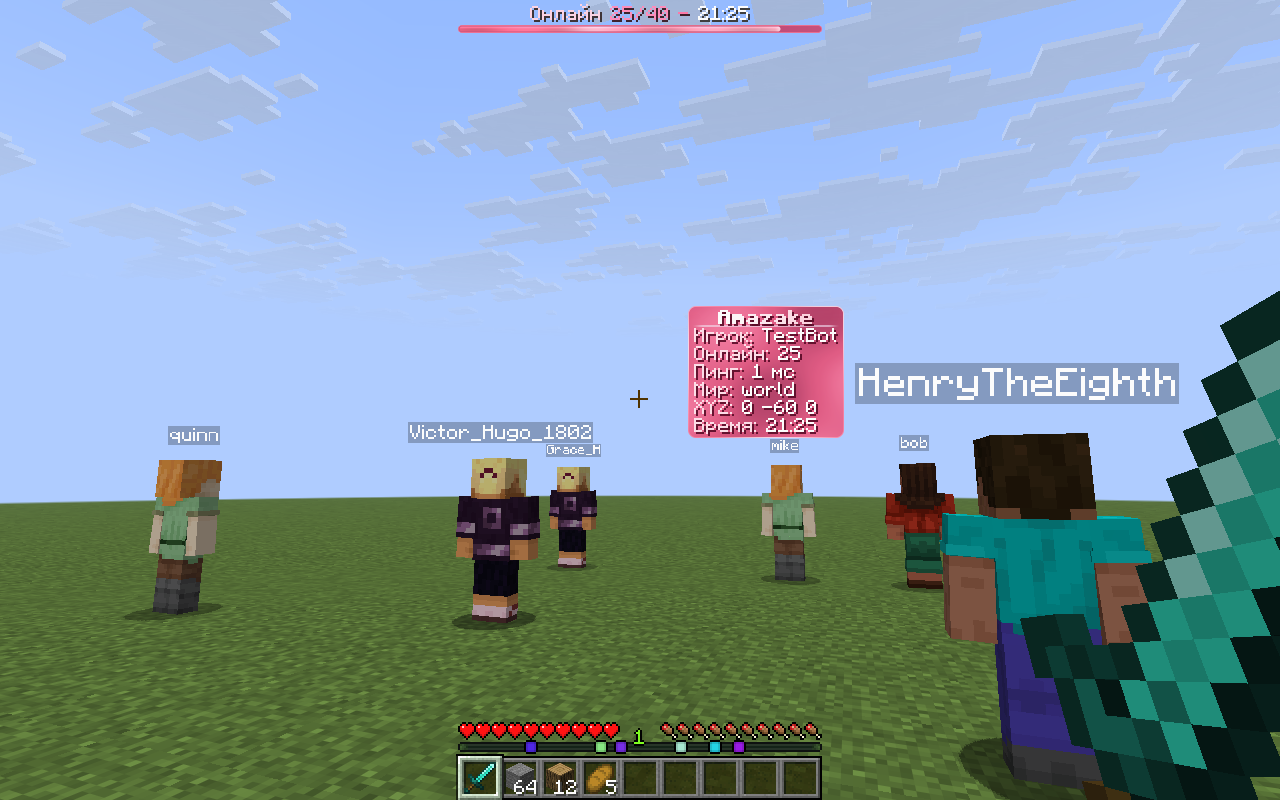 Онлайн 25/40 - 21:25
Amazake
Игрок: TestBot
Онлайн: 25
Пинг: 1 мс
Мир: world
XYZ: 0 -60 0
Время: 21:25
HenryTheEighth
quinn
Victor_Hugo_1802
Grace_H
mike
bob
1
64
12
5